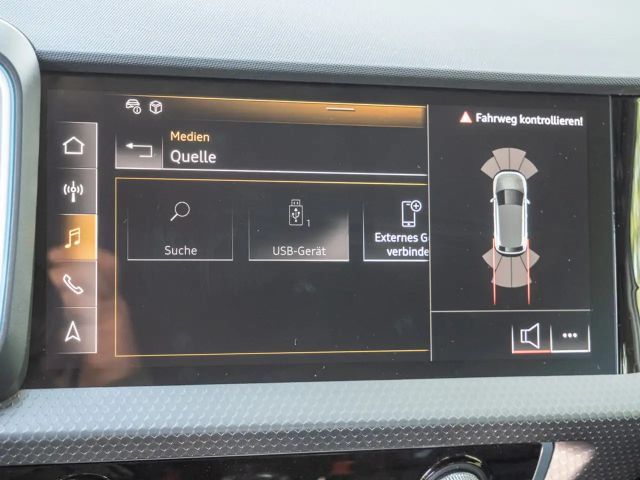 Fahrweg kontrollieren!
Medien
Quelle
Suche
USB-Gerät
1
Externes G
verbinde